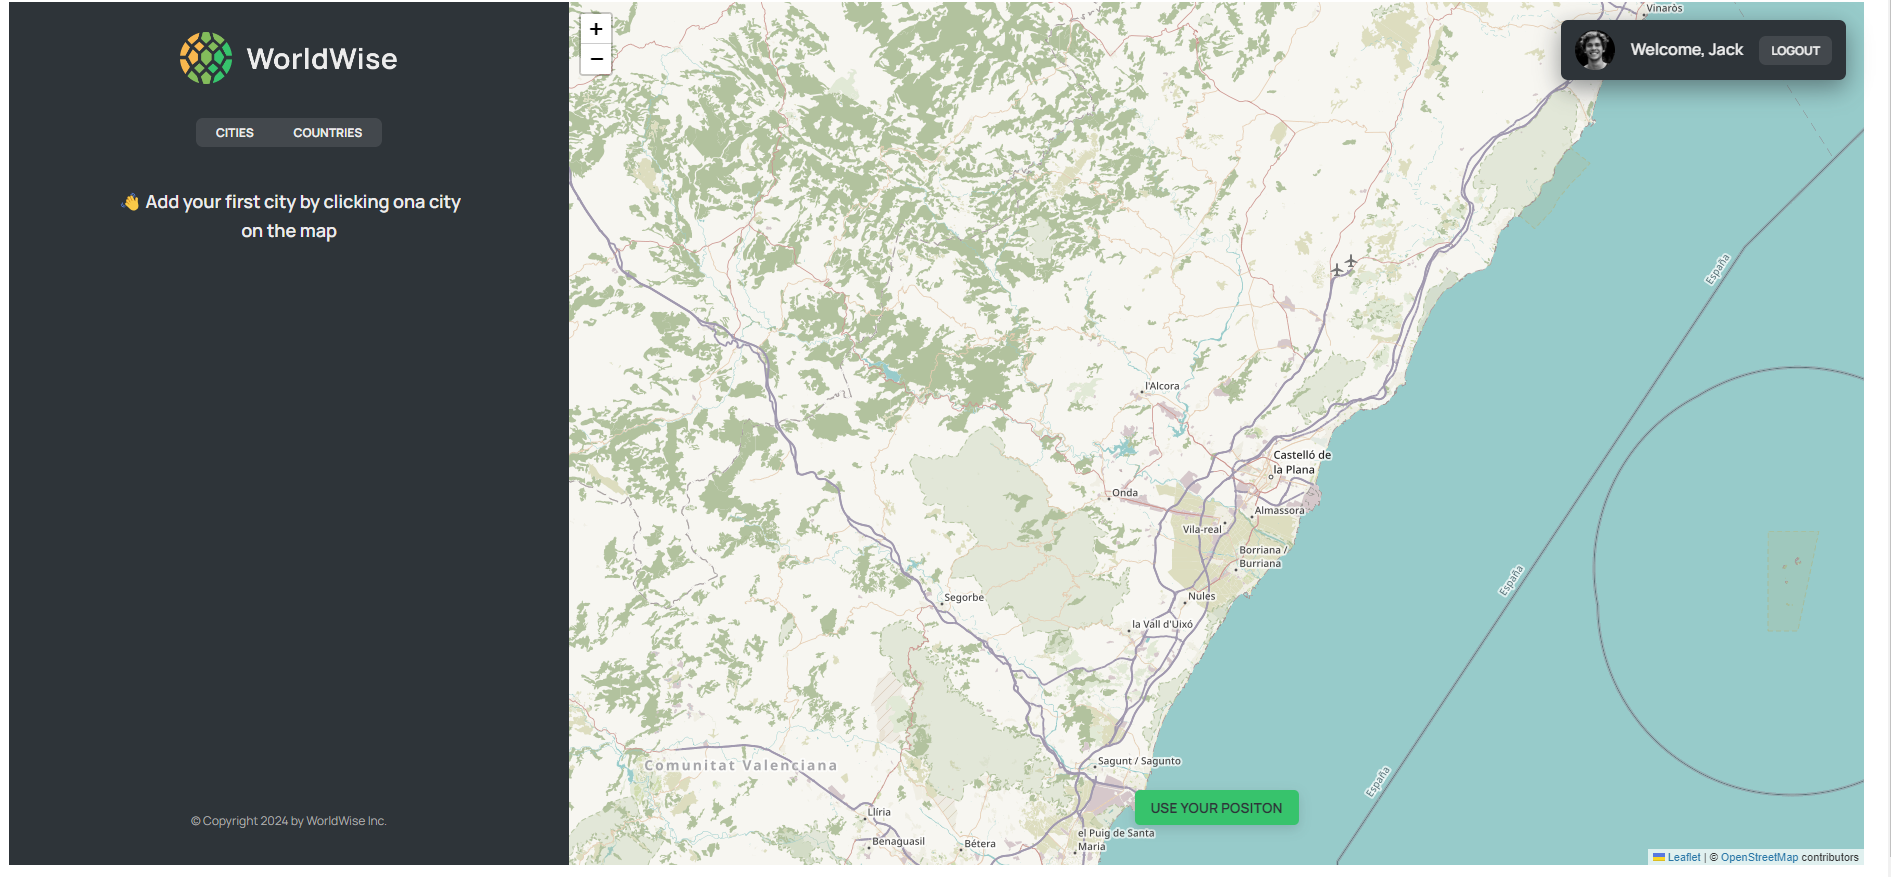 WorldWise
CITIES COUNTRIES
👋 Add your first city by clicking ona city
on the map
© Copyright 2024 by WorldWise Inc.
+
−
Vinaròs
Welcome, Jack LOGOUT
España
l'Alcora
Castelló de
la Plana
Onda
Almassora
Vila-real
Borriana /
Burriana
España
Segorbe
Nules
la Vall d'Uixó
Sagunt / Sagunto
Comunitat Valenciana
España
USE YOUR POSITON
Llíria
el Puig de Santa
Maria
Benaguasil
Bétera
Leaflet | © OpenStreetMap contributors